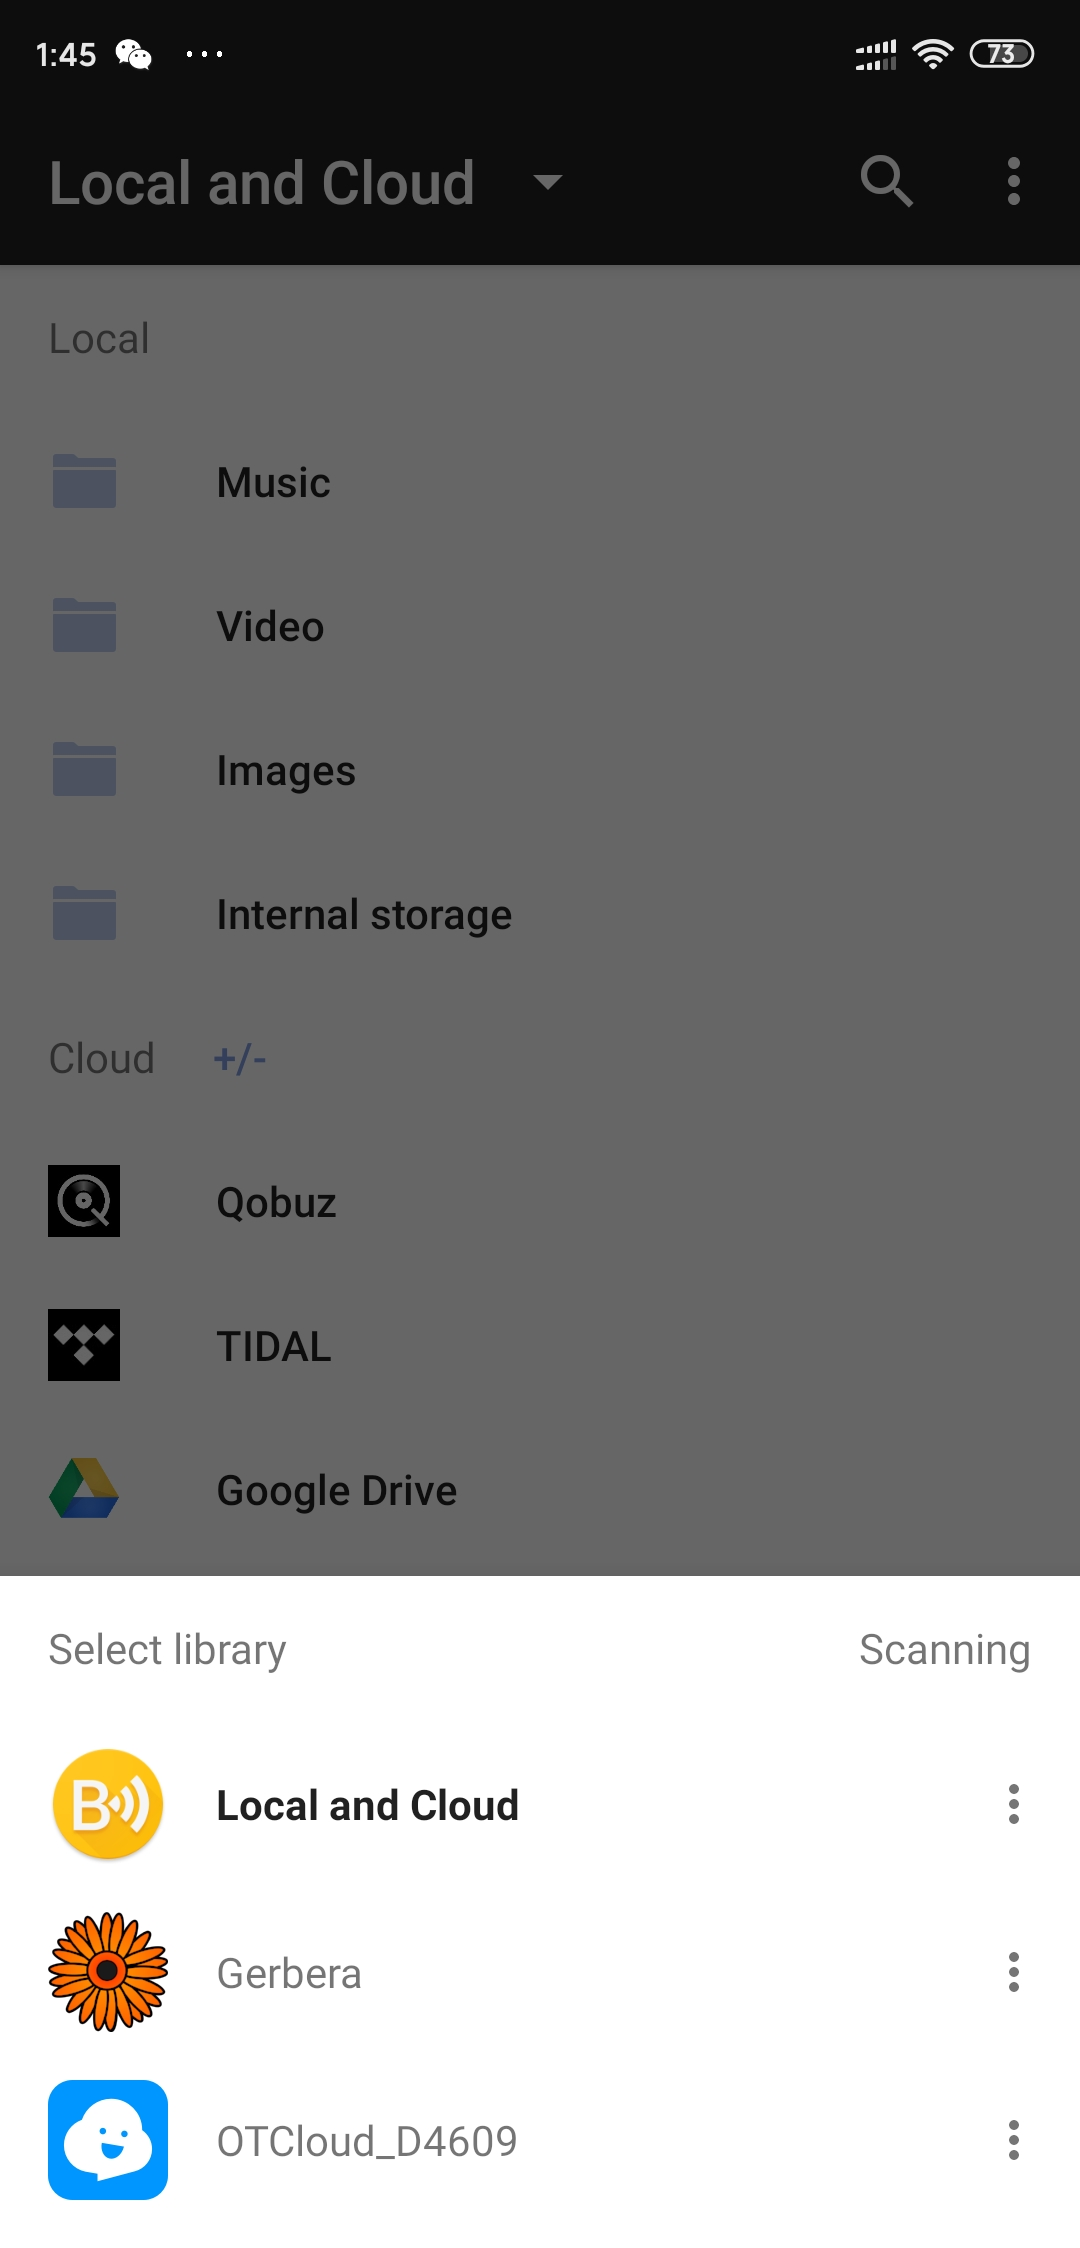 1:45 ... 73
Local and Cloud
Local
Music
Video
Images
Internal storage
Cloud +/-
Qobuz
TIDAL
Google Drive
Select library Scanning
B Local and Cloud
Gerbera
OTCloud_D4609